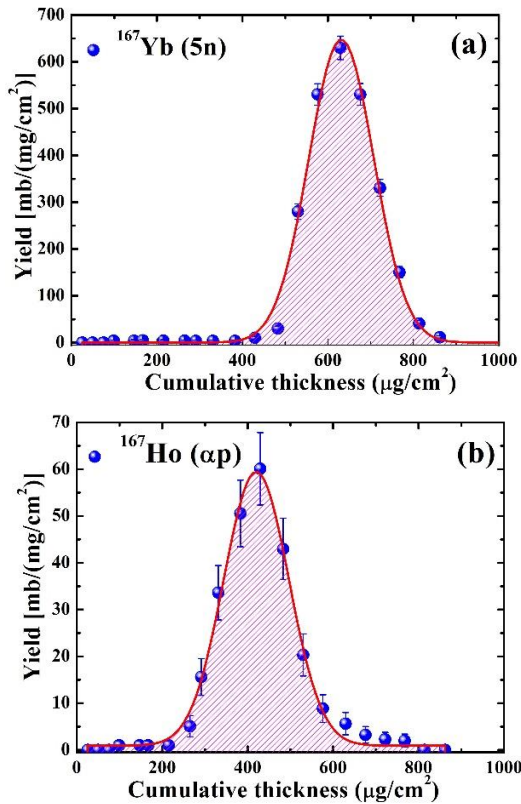 700
¹⁶⁷Yb (5n)
(a)
600
500
400
300
200
100
0
Yield [mb/(mg/cm²)|
0 200 400 600 800 1000
Cumulative thickness (μg/cm²)
70
¹⁶⁷Ho (αp)
(b)
60
50
40
30
20
10
0
Yield [mb/(mg/cm²)|
0 200 400 600 800 1000
Cumulative thickness (μg/cm²)